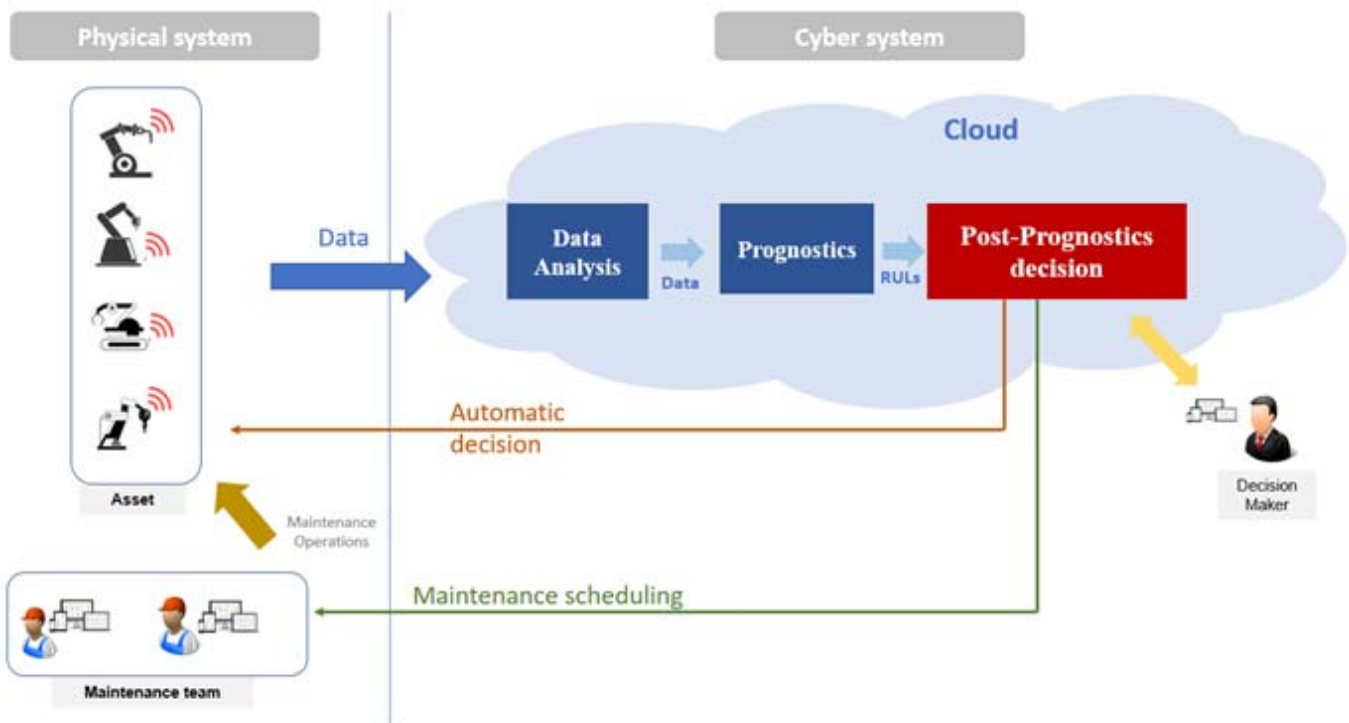 Physical system
Cyber system
Cloud
Data
Data
Analysis
Data
Prognostics
RULs
Post-Prognostics
decision
Automatic
decision
Asset
Maintenance
Operations
Decision
Maker
Maintenance scheduling
Maintenance team